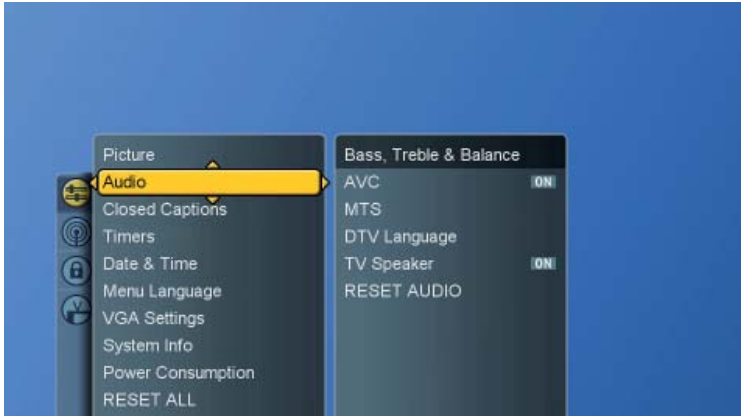 Picture
Audio
Closed Captions
Timers
Date & Time
Menu Language
VGA Settings
System Info
Power Consumption
RESET ALL
Bass, Treble & Balance
AVC ON
MTS
DTV Language
TV Speaker ON
RESET AUDIO